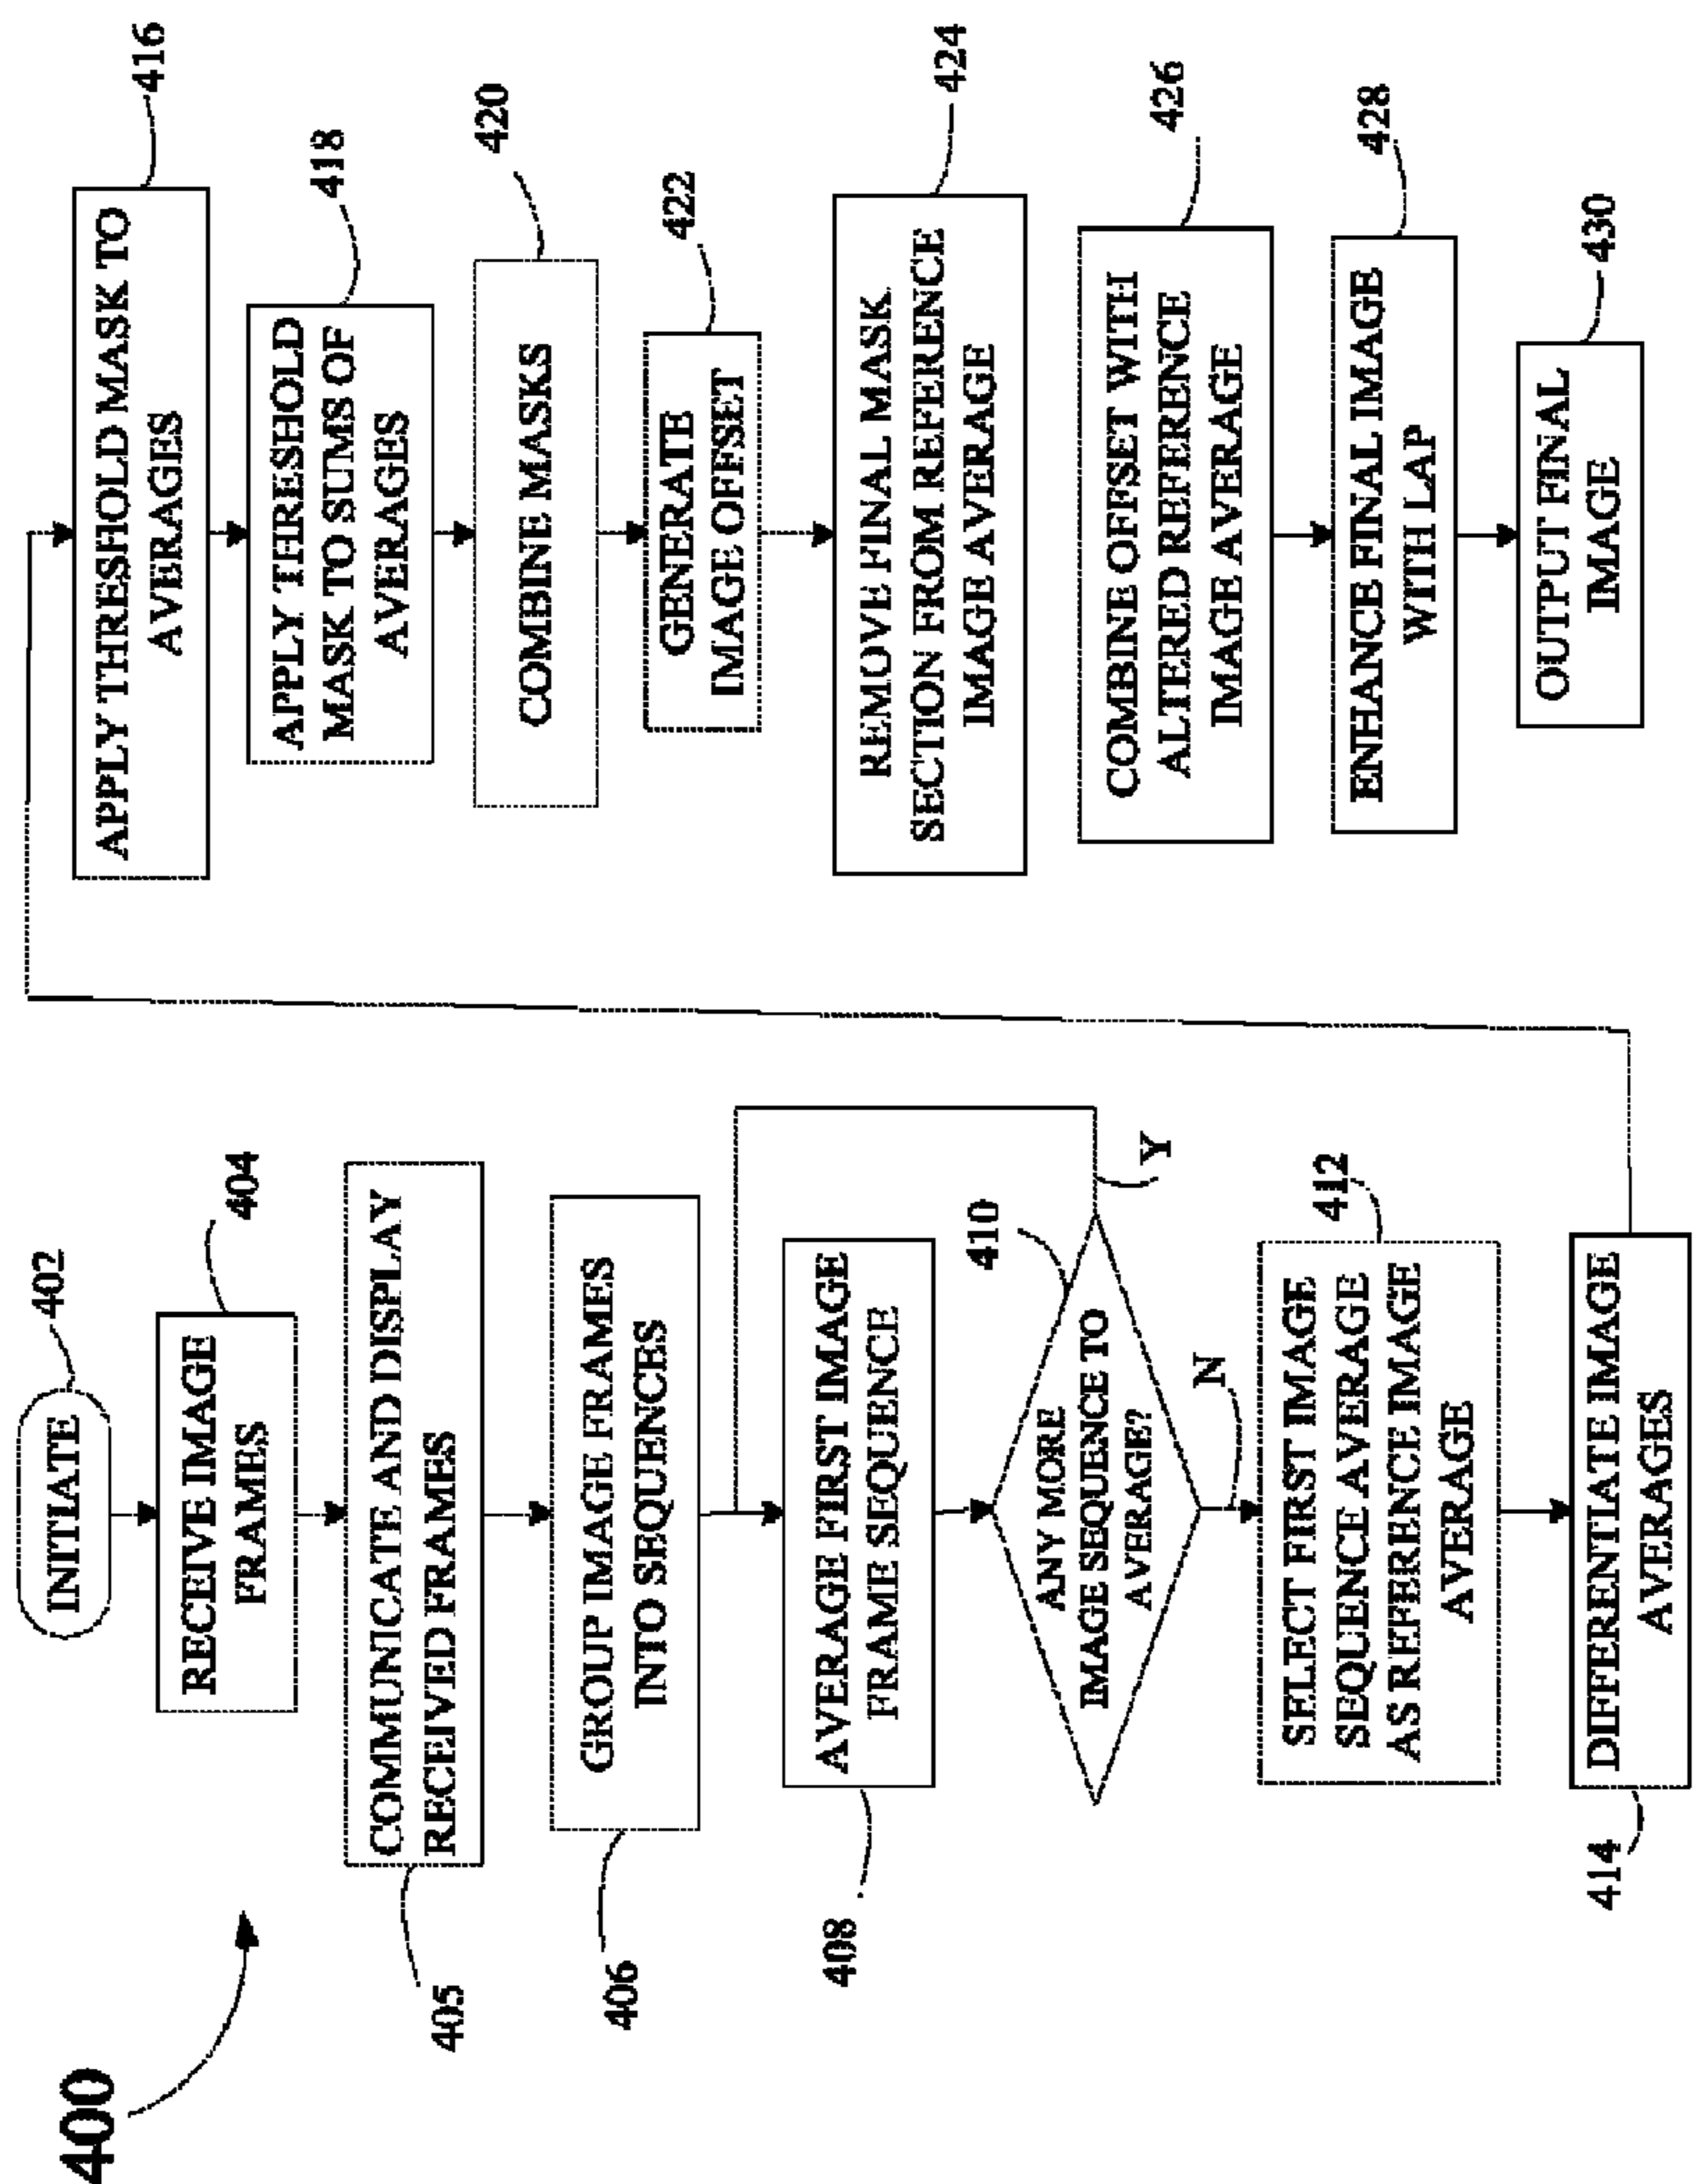 400
INITIATE
402
RECEIVE IMAGE
FRAMES
404
COMMUNICATE AND DISPLAY
RECEIVED FRAMES
405
GROUP IMAGE FRAMES
INTO SEQUENCES
406
AVERAGE FIRST IMAGE
FRAME SEQUENCE
408
ANY MORE
IMAGE SEQUENCE TO
AVERAGE?
410
Y
N
SELECT FIRST IMAGE
SEQUENCE AVERAGE
AS REFERENCE IMAGE
AVERAGE
412
DIFFERENTIATE IMAGE
AVERAGES
414
APPLY THRESHOLD MASK TO
AVERAGES
416
APPLY THRESHOLD
MASK TO SUMS OF
AVERAGES
418
COMBINE MASKS
420
GENERATE
IMAGE OFFSET
422
REMOVE FINAL MASK
SECTION FROM REFERENCE
IMAGE AVERAGE
424
COMBINE OFFSET WITH
ALTERED REFERENCE
IMAGE AVERAGE
426
ENHANCE FINAL IMAGE
WITH LAP
428
OUTPUT FINAL
IMAGE
430